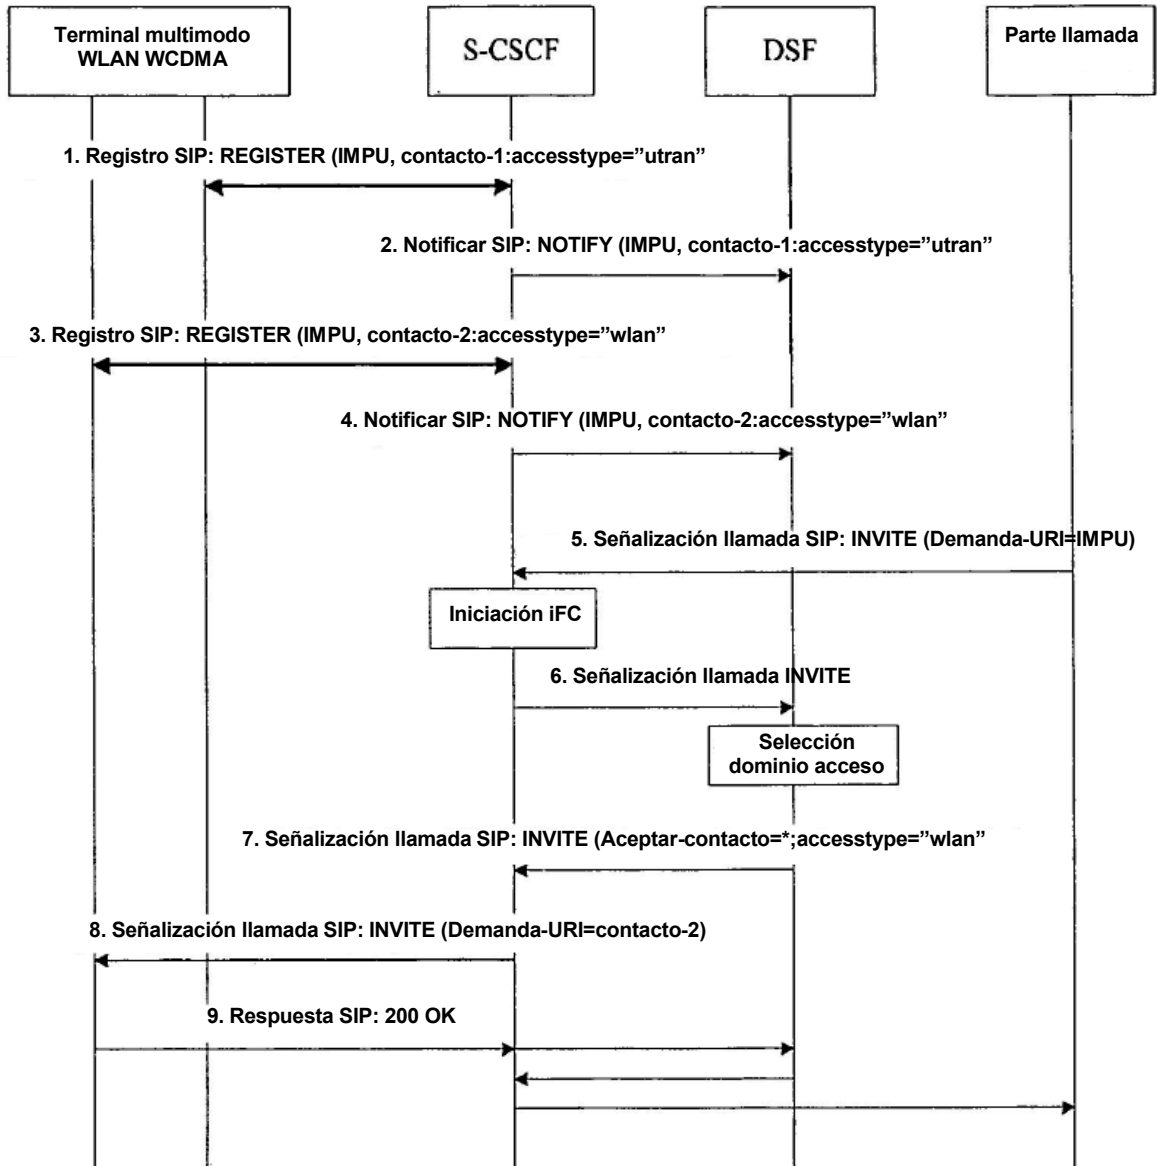 Terminal multimodo
WLAN WCDMA
S-CSCF
DSF
Parte llamada
1. Registro SIP: REGISTER (IMPU, contacto-1:accesstype=”utran”
2. Notificar SIP: NOTIFY (IMPU, contacto-1:accesstype=”utran”
3. Registro SIP: REGISTER (IMPU, contacto-2:accesstype=”wlan”
4. Notificar SIP: NOTIFY (IMPU, contacto-2:accesstype=”wlan”
5. Señalización llamada SIP: INVITE (Demanda-URI=IMPU)
Iniciación iFC
6. Señalización llamada INVITE
Selección
dominio acceso
7. Señalización llamada SIP: INVITE (Aceptar-contacto=*;accesstype=”wlan”
8. Señalización llamada SIP: INVITE (Demanda-URI=contacto-2)
9. Respuesta SIP: 200 OK